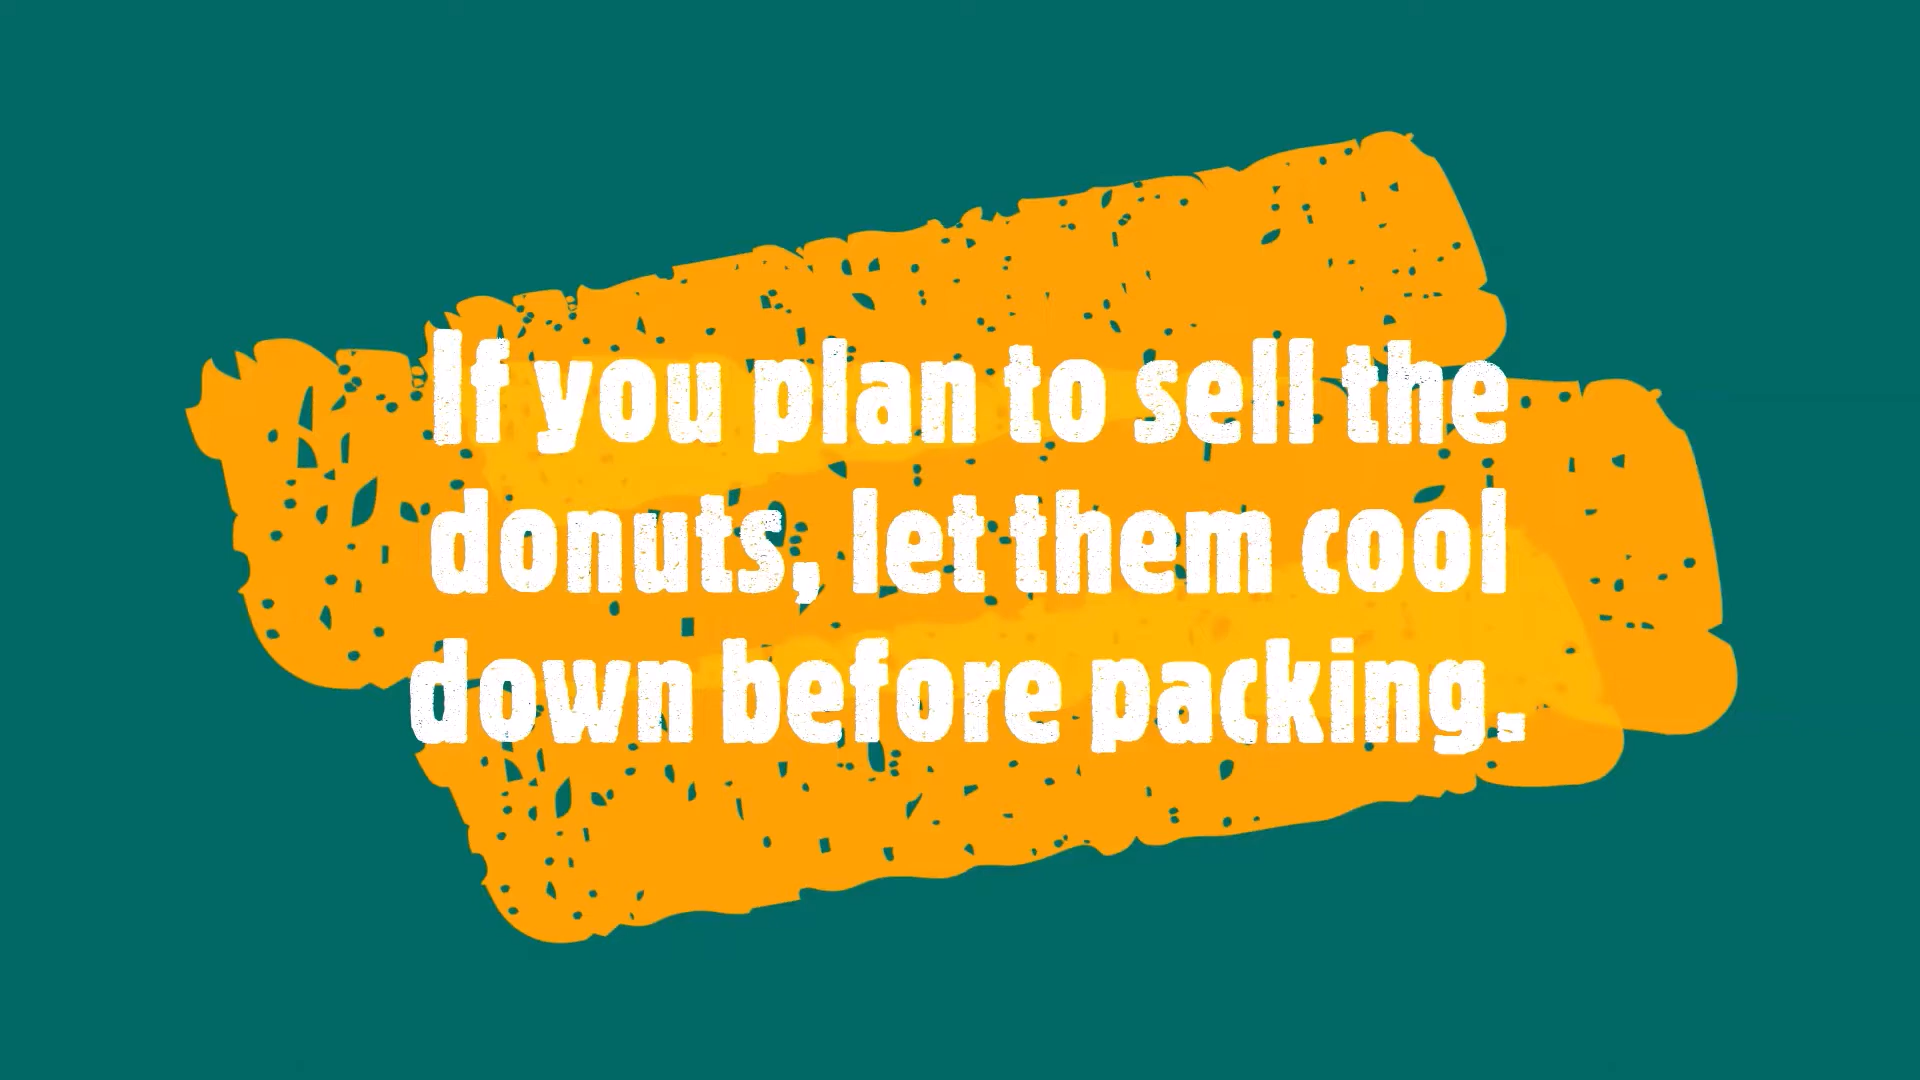 If you plan to sell the
donuts, let them cool
down before packing.